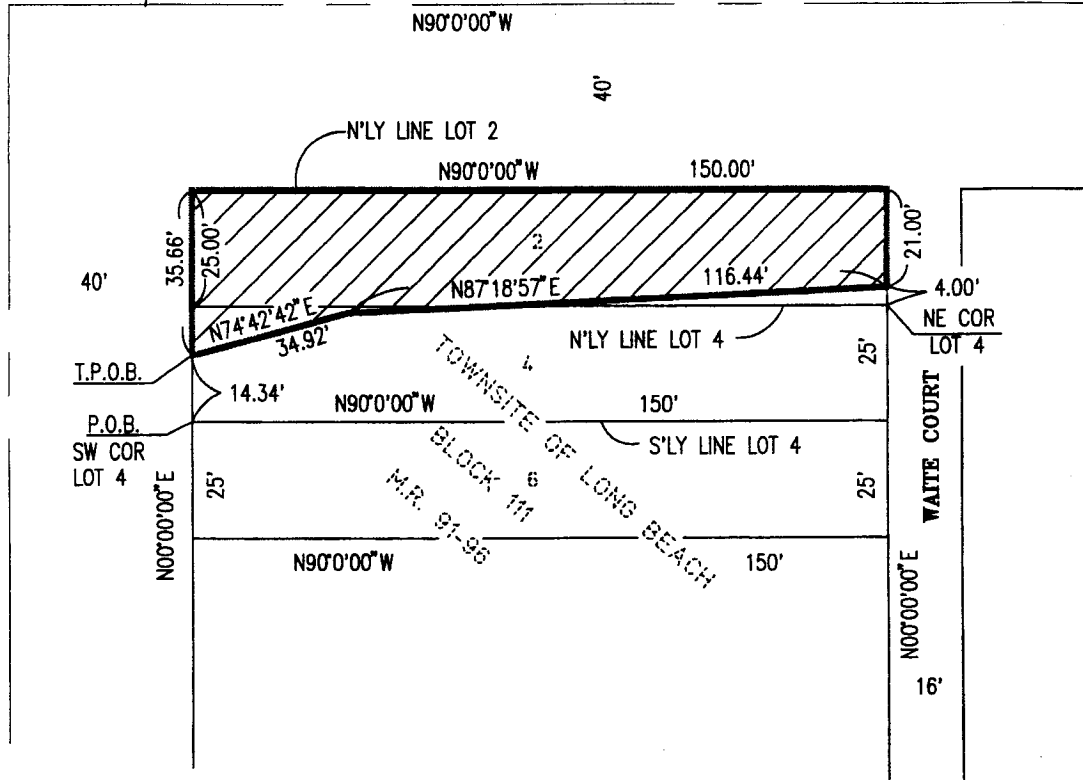 N90°0'00"W
40'
N'LY LINE LOT 2
N90°0'00"W 150.00'
35.66'
25.00'
2
21.00'
40'
N87°18'57"E
116.44'
4.00'
N74°42'42"E
34.92'
NE COR
LOT 4
N'LY LINE LOT 4
T.P.O.B.
4
25'
14.34'
P.O.B.
SW COR
LOT 4
N90°0'00"W 150'
S'LY LINE LOT 4
TOWNSITE OF LONG BEACH
BLOCK 111
M.R. 91-96
6
25'
25'
WAITE COURT
N00°00'00"E
N90°0'00"W 150'
N00°00'00"E
16'